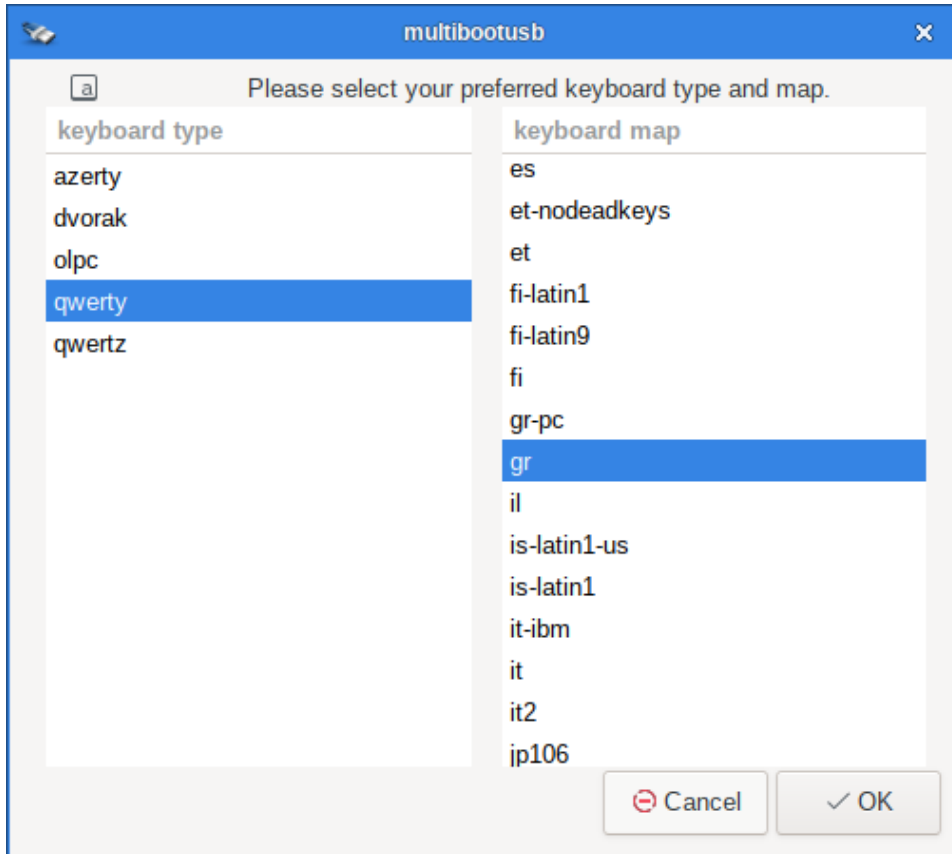 multibootusb
a
Please select your preferred keyboard type and map.
keyboard type
azerty
dvorak
olpc
qwerty
qwertz
keyboard map
es
et-nodeadkeys
et
fi-latin1
fi-latin9
fi
gr-pc
gr
il
is-latin1-us
is-latin1
it-ibm
it
it2
jp106
Cancel
OK